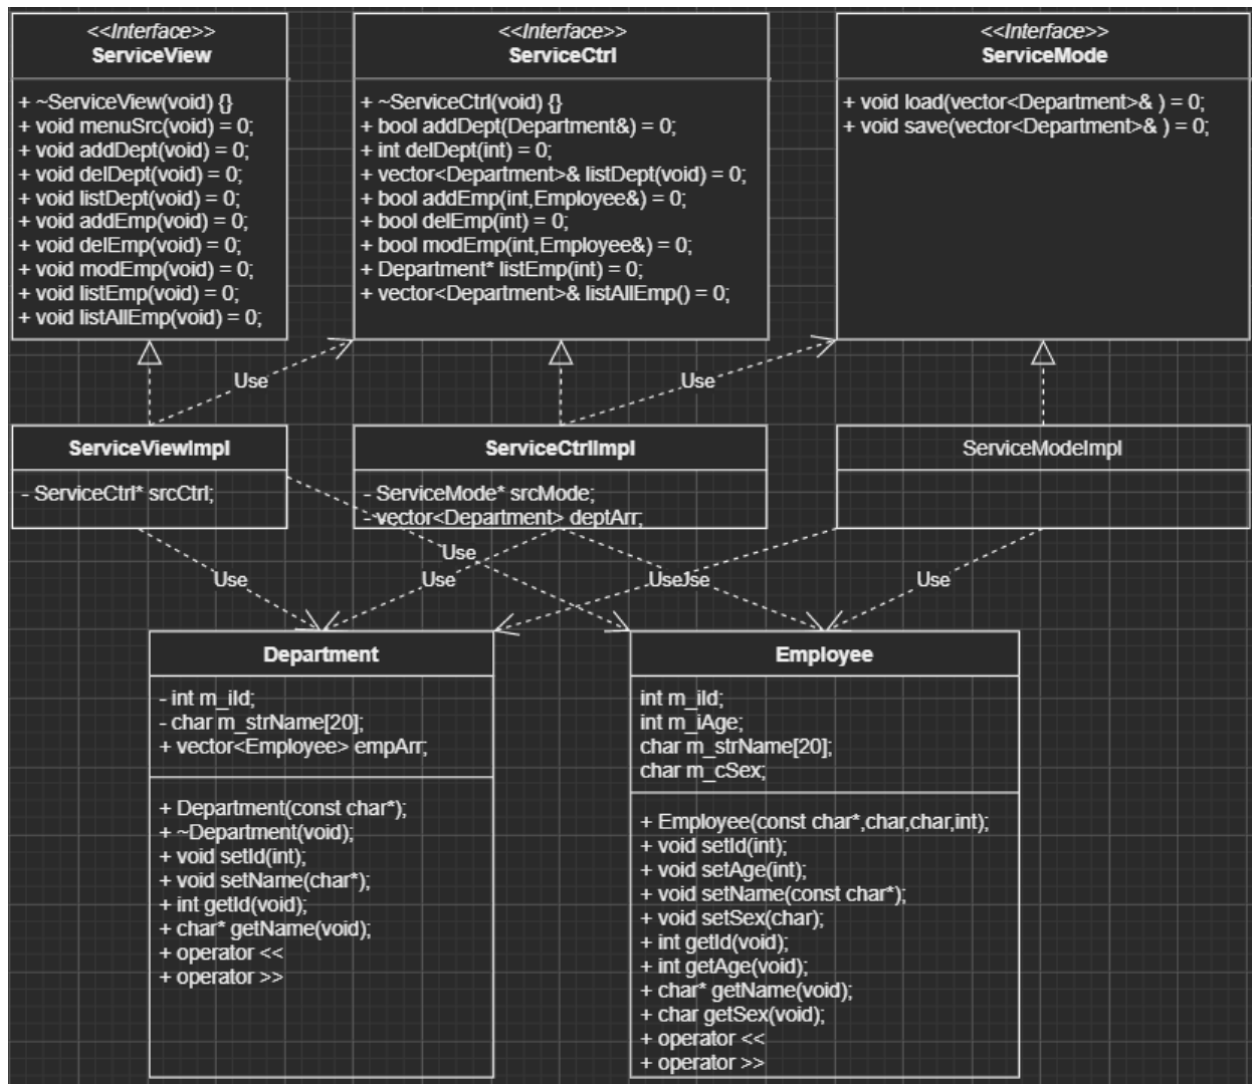 <<Interface>>
ServiceView
+ ~ServiceView(void) {}
+ void menuSrc(void) = 0;
+ void addDept(void) = 0;
+ void delDept(void) = 0;
+ void listDept(void) = 0;
+ void addEmp(void) = 0;
+ void delEmp(void) = 0;
+ void modEmp(void) = 0;
+ void listEmp(void) = 0;
+ void listAllEmp(void) = 0;
<<Interface>>
ServiceCtrl
+ ~ServiceCtrl(void) {}
+ bool addDept(Department&) = 0;
+ int delDept(int) = 0;
+ vector<Department>& listDept(void) = 0;
+ bool addEmp(int,Employee&) = 0;
+ bool delEmp(int) = 0;
+ bool modEmp(int,Employee&) = 0;
+ Department* listEmp(int) = 0;
+ vector<Department>& listAllEmp() = 0;
<<Interface>>
ServiceMode
+ void load(vector<Department>& ) = 0;
+ void save(vector<Department>& ) = 0;
Use
Use
ServiceViewImpl
- ServiceCtrl* srcCtrl;
ServiceCtrlImpl
- ServiceMode* srcMode;
- vector<Department> deptArr;
ServiceModeImpl
Use
Use
Use
Use
Use
Use
Department
- int m_iId;
- char m_strName[20];
+ vector<Employee> empArr;
+ Department(const char*);
+ ~Department(void);
+ void setId(int);
+ void setName(char*);
+ int getId(void);
+ char* getName(void);
+ operator <<
+ operator >>
Employee
int m_iId;
int m_iAge;
char m_strName[20];
char m_cSex;
+ Employee(const char*,char,char,int);
+ void setId(int);
+ void setAge(int);
+ void setName(const char*);
+ void setSex(char);
+ int getId(void);
+ int getAge(void);
+ char* getName(void);
+ char getSex(void);
+ operator <<
+ operator >>